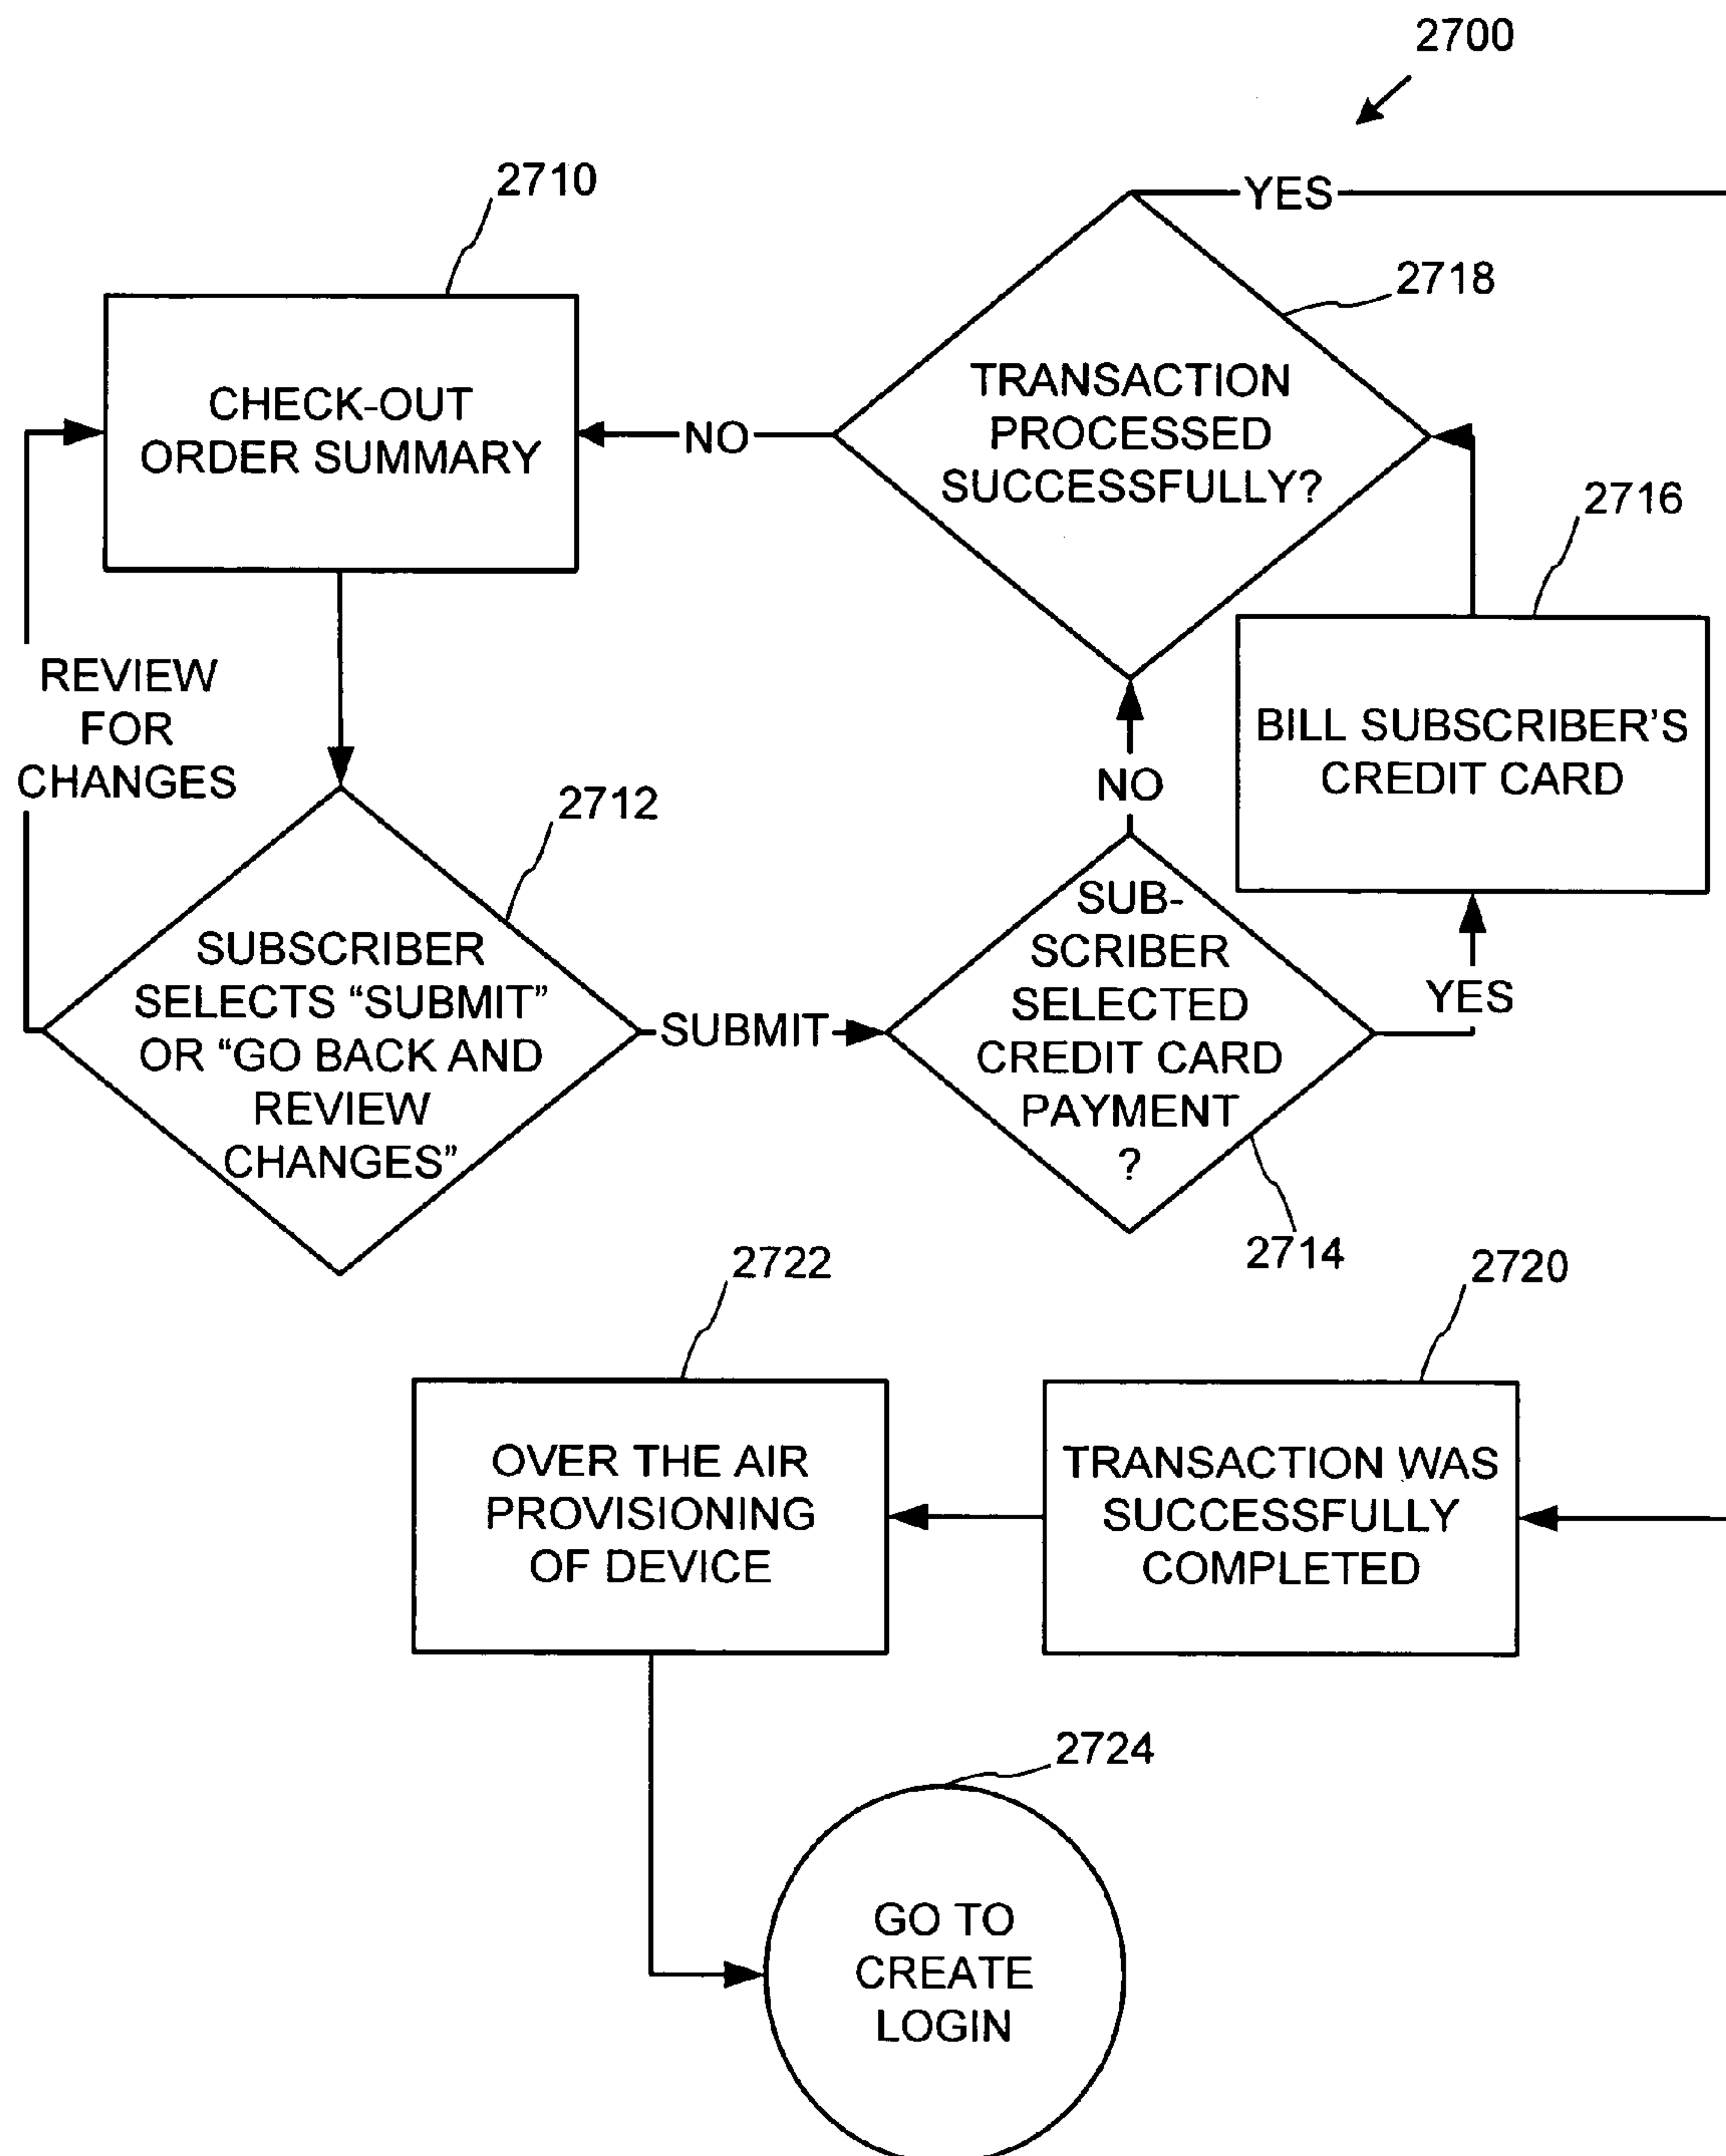 2700
2710
YES
2718
CHECK-OUT
ORDER SUMMARY
NO
TRANSACTION
PROCESSED
SUCCESSFULLY?
2716
REVIEW
FOR
CHANGES
BILL SUBSCRIBER'S
CREDIT CARD
NO
2712
SUBSCRIBER
SELECTS “SUBMIT”
OR “GO BACK AND
REVIEW
CHANGES”
SUBMIT
SUB-
SCRIBER
SELECTED
CREDIT CARD
PAYMENT
?
YES
2714
2722
2720
OVER THE AIR
PROVISIONING
OF DEVICE
TRANSACTION WAS
SUCCESSFULLY
COMPLETED
2724
GO TO
CREATE
LOGIN